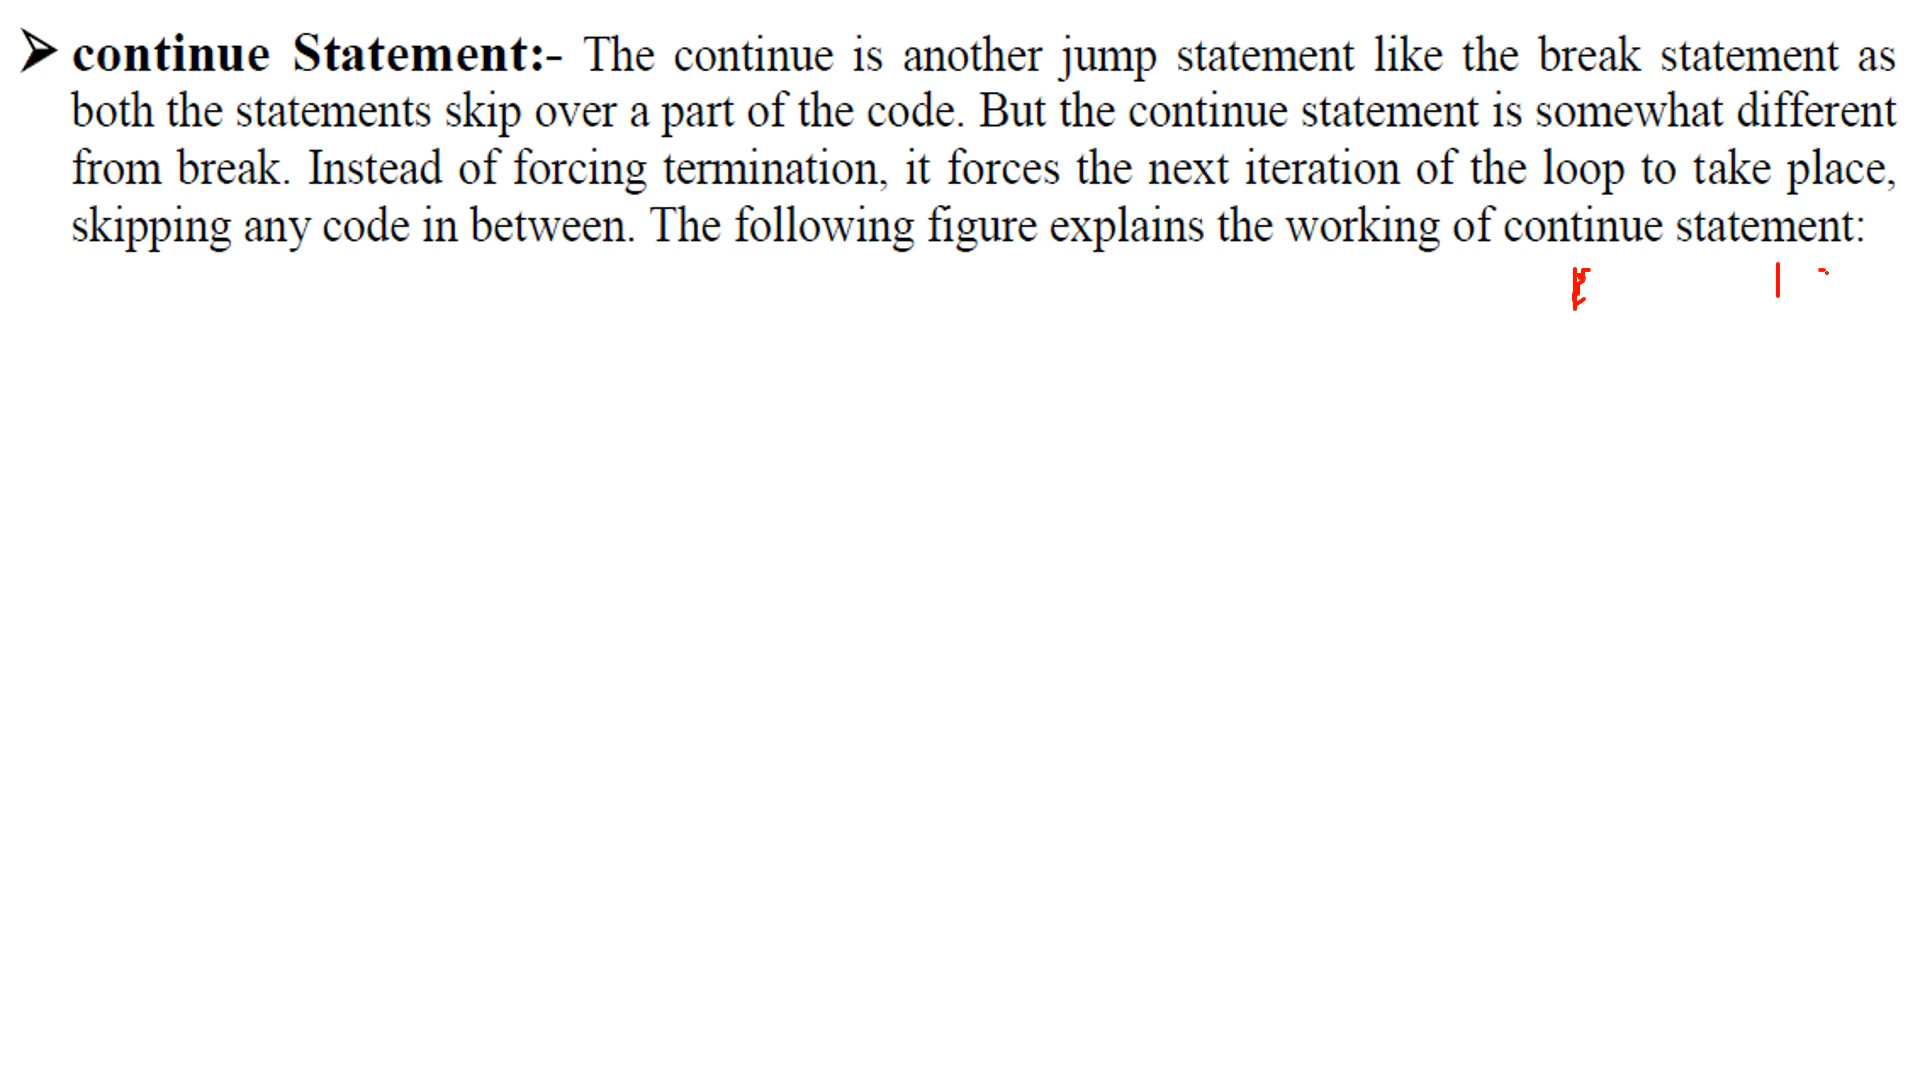 ➢ continue Statement:- The continue is another jump statement like the break statement as
both the statements skip over a part of the code. But the continue statement is somewhat different
from break. Instead of forcing termination, it forces the next iteration of the loop to take place,
skipping any code in between. The following figure explains the working of continue statement: